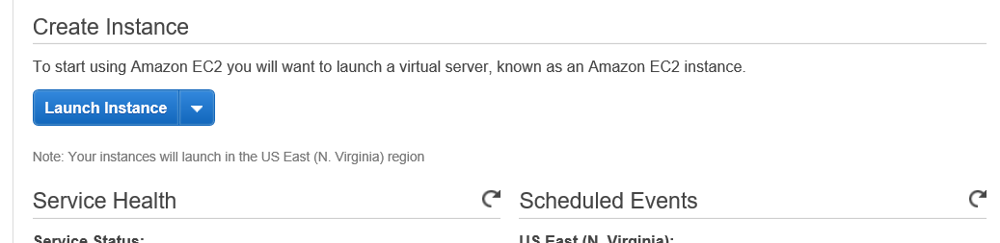 Create Instance
To start using Amazon EC2 you will want to launch a virtual server, known as an Amazon EC2 instance.
Launch Instance
Note: Your instances will launch in the US East (N. Virginia) region
Service Health
Scheduled Events
Service Status:
US East (N. Virginia):